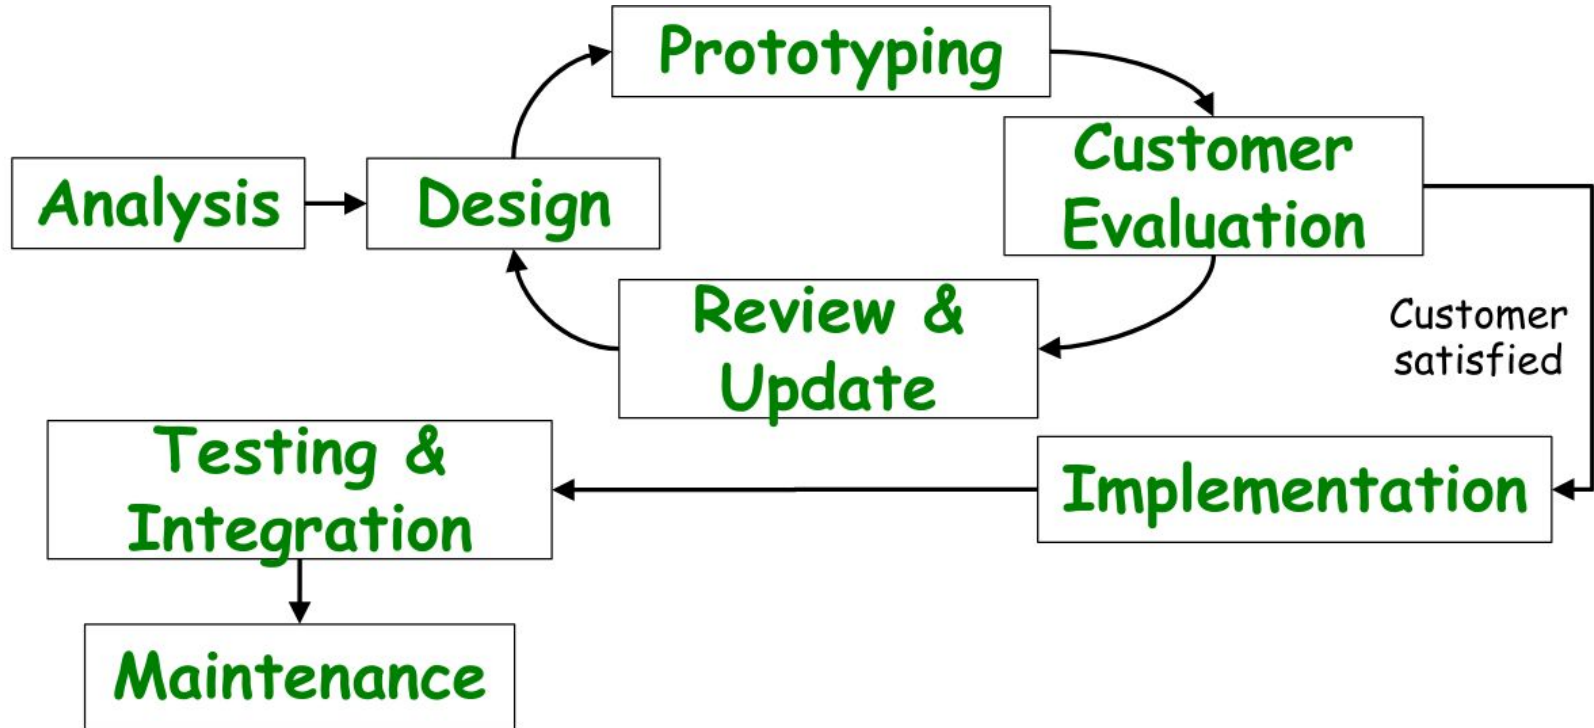 Prototyping
Customer
Evaluation
Analysis
Design
Review &
Update
Customer
satisfied
Testing &
Integration
Implementation
Maintenance